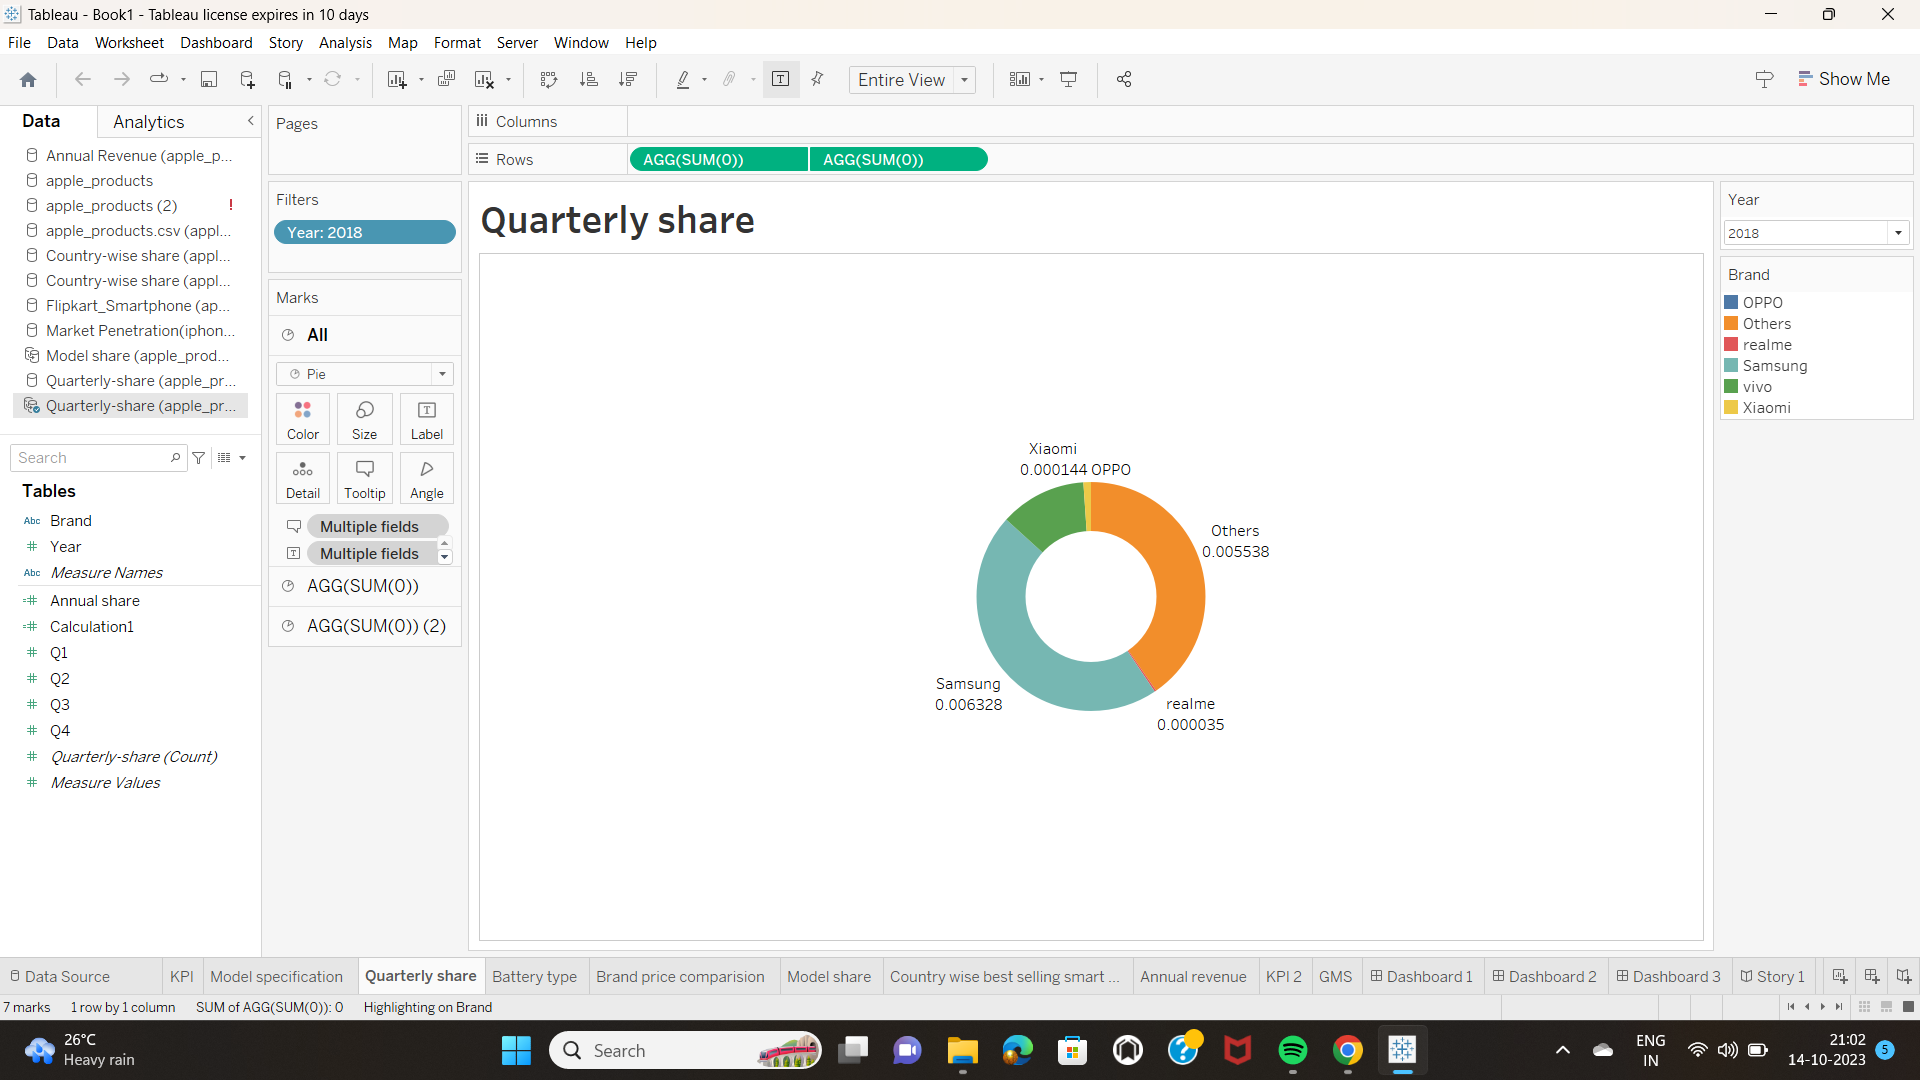 Tableau - Book1 - Tableau license expires in 10 days
File Data Worksheet Dashboard Story Analysis Map Format Server Window Help
Entire View
Show Me
Data Analytics
Annual Revenue (apple_p...
apple_products
apple_products (2) !
apple_products.csv (appl...
Country-wise share (appl...
Country-wise share (appl...
Flipkart_Smartphone (ap...
Market Penetration(iphon...
Model share (apple_prod...
Quarterly-share (apple_pr...
Quarterly-share (apple_pr...
Search
Tables
Abc Brand
# Year
Abc Measure Names
=# Annual share
=# Calculation1
# Q1
# Q2
# Q3
# Q4
# Quarterly-share (Count)
# Measure Values
Pages
Filters
Year: 2018
Marks
All
Pie
Color Size Label
Detail Tooltip Angle
Multiple fields
T Multiple fields
AGG(SUM(0))
AGG(SUM(0)) (2)
Columns
Rows AGG(SUM(0)) AGG(SUM(0))
Quarterly share
Xiaomi
0.000144 OPPO
Others
0.005538
Samsung
0.006328
realme
0.000035
Year
2018
Brand
OPPO
Others
realme
Samsung
vivo
Xiaomi
Data Source KPI Model specification Quarterly share Battery type Brand price comparision Model share Country wise best selling smart ... Annual revenue KPI 2 GMS Dashboard 1 Dashboard 2 Dashboard 3 Story 1
7 marks 1 row by 1 column SUM of AGG(SUM(0)): 0 Highlighting on Brand
26°C
Heavy rain
Search
ENG
IN
21:02
14-10-2023
5